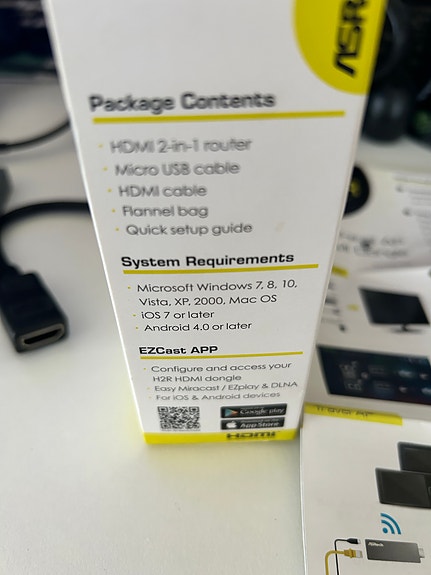 ASR
Package Contents
· HDMI 2-in-1 router
· Micro USB cable
· HDMI cable
· Flannel bag
· Quick setup guide
System Requirements
· Microsoft Windows 7, 8, 10,
Vista, XP, 2000, Mac OS
· iOS 7 or later
· Android 4.0 or later
EZCast APP
· Configure and access your
H2R HDMI dongle
· Easy Miracast / EZplay & DLNA
· For iOS & Android devices
Google play
App Store
HDMI